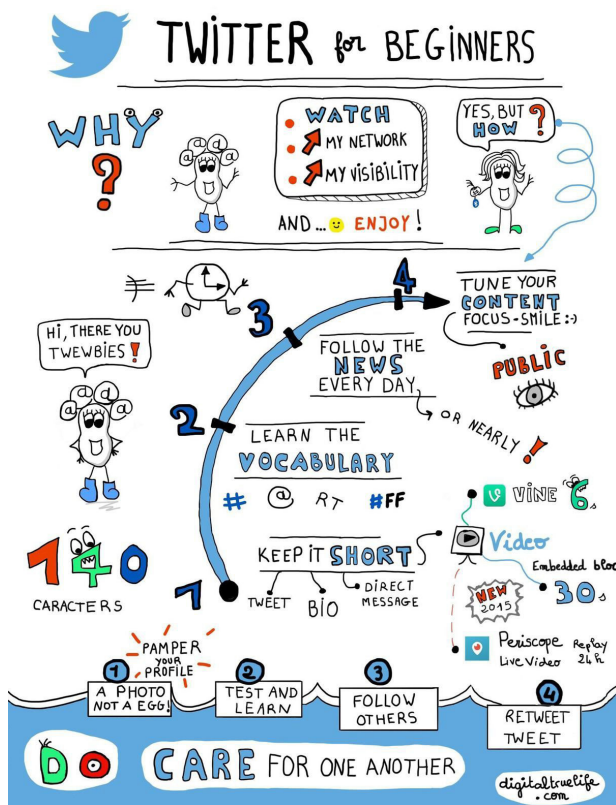 TWITTER for BEGINNERS
WHY
?
WATCH
MY NETWORK
MY VISIBILITY
AND... ENJOY!
YES, BUT
HOW ?
4
TUNE YOUR
CONTENT
FOCUS-SMILE:-)
PUBLIC
3
FOLLOW THE
NEWS
EVERY DAY
OR NEARLY!
HI, THERE YOU
TWEWBIES!
@ @ @ @
2
LEARN THE
VOCABULARY
# @ RT #FF
1
KEEP IT SHORT
TWEET
BIO
DIRECT
MESSAGE
140
CARACTERS
VINE 6s
Video
Embedded bloc
30s
NEW
2015
Periscope Replay
Live Video 24h
PAMPER
YOUR
PROFILE
1
A PHOTO
NOT A EGG!
2
TEST AND
LEARN
3
FOLLOW
OTHERS
4
RETWEET
TWEET
DO CARE FOR ONE ANOTHER
digitaltruelife
.com